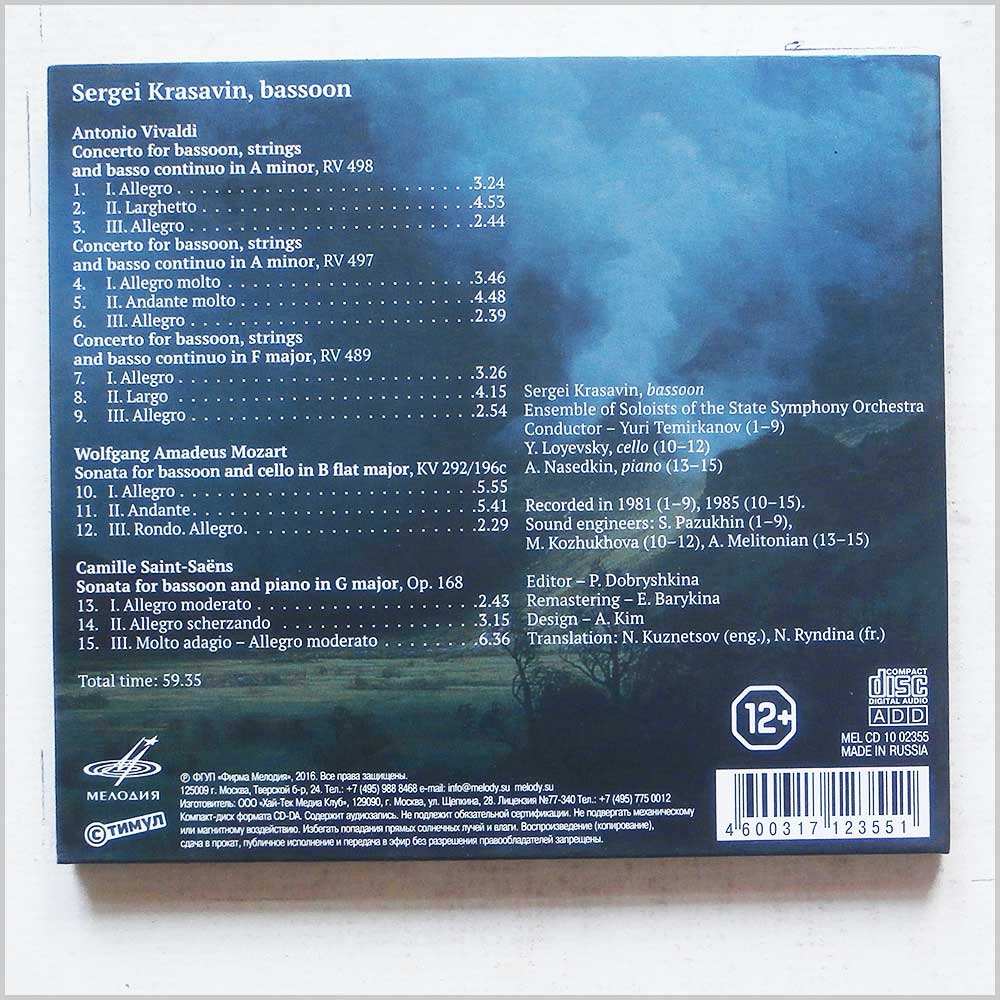 Sergei Krasavin, bassoon
Antonio Vivaldi
Concerto for bassoon, strings
and basso continuo in A minor, RV 498
1. I. Allegro . . . . . . . . . . . . . . . . . . . . . . . . . . .3.24
2. II. Larghetto . . . . . . . . . . . . . . . . . . . . . . . . .4.53
3. III. Allegro . . . . . . . . . . . . . . . . . . . . . . . . . .2.44
Concerto for bassoon, strings
and basso continuo in A minor, RV 497
4. I. Allegro molto . . . . . . . . . . . . . . . . . . . . . . .3.46
5. II. Andante molto . . . . . . . . . . . . . . . . . . . . . .4.48
6. III. Allegro . . . . . . . . . . . . . . . . . . . . . . . . . .2.39
Concerto for bassoon, strings
and basso continuo in F major, RV 489
7. I. Allegro . . . . . . . . . . . . . . . . . . . . . . . . . . .3.26
8. II. Largo . . . . . . . . . . . . . . . . . . . . . . . . . . . .4.15
9. III. Allegro . . . . . . . . . . . . . . . . . . . . . . . . . .2.54
Wolfgang Amadeus Mozart
Sonata for bassoon and cello in B flat major, KV 292/196c
10. I. Allegro . . . . . . . . . . . . . . . . . . . . . . . . . . .5.55
11. II. Andante. . . . . . . . . . . . . . . . . . . . . . . . . .5.41
12. III. Rondo. Allegro. . . . . . . . . . . . . . . . . . . . .2.29
Camille Saint-Saëns
Sonata for bassoon and piano in G major, Op. 168
13. I. Allegro moderato . . . . . . . . . . . . . . . . . . . .2.43
14. II. Allegro scherzando . . . . . . . . . . . . . . . . . .3.15
15. III. Molto adagio – Allegro moderato . . . . . . . . .6.36
Total time: 59.35
Sergei Krasavin, bassoon
Ensemble of Soloists of the State Symphony Orchestra
Conductor – Yuri Temirkanov (1–9)
Y. Loyevsky, cello (10–12)
A. Nasedkin, piano (13–15)
Recorded in 1981 (1–9), 1985 (10–15).
Sound engineers: S. Pazukhin (1–9),
M. Kozhukhova (10–12), A. Melitonian (13–15)
Editor – P. Dobryshkina
Remastering – E. Barykina
Design – A. Kim
Translation: N. Kuznetsov (eng.), N. Ryndina (fr.)
12+
COMPACT
disc
DIGITAL AUDIO
ADD
MEL CD 10 02355
MADE IN RUSSIA
МЕЛОДИЯ
© ТИМУЛ
℗ ФГУП «Фирма Мелодия», 2016. Все права защищены.
125009 г. Москва, Тверской б-р, 24. Тел.: +7 (495) 988 8468 e-mail: info@melody.su melody.su
Изготовитель: ООО «Хай-Тек Медиа Клуб», 129090, г. Москва, ул. Щепкина, 28. Лицензия №77-340 Тел.: +7 (495) 775 0012
Компакт-диск формата CD-DA. Содержит аудиозапись. Не подлежит обязательной сертификации. Не подвергать механическому
или магнитному воздействию. Избегать попадания прямых солнечных лучей и влаги. Воспроизведение (копирование),
сдача в прокат, публичное исполнение и передача в эфир без разрешения правообладателей запрещены.
4 600317 123551